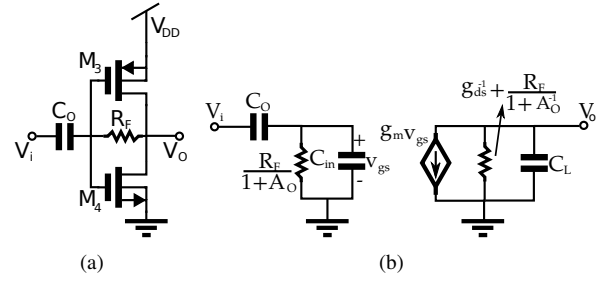 V_DD
M_3
C_O
R_F
V_i
V_O
M_4
(a)
V_i
C_O
R_F
1+A_O
C_in
+
v_gs
-
g_m v_gs
g_ds^-1 + R_F
1+A_O^-1
V_o
C_L
(b)